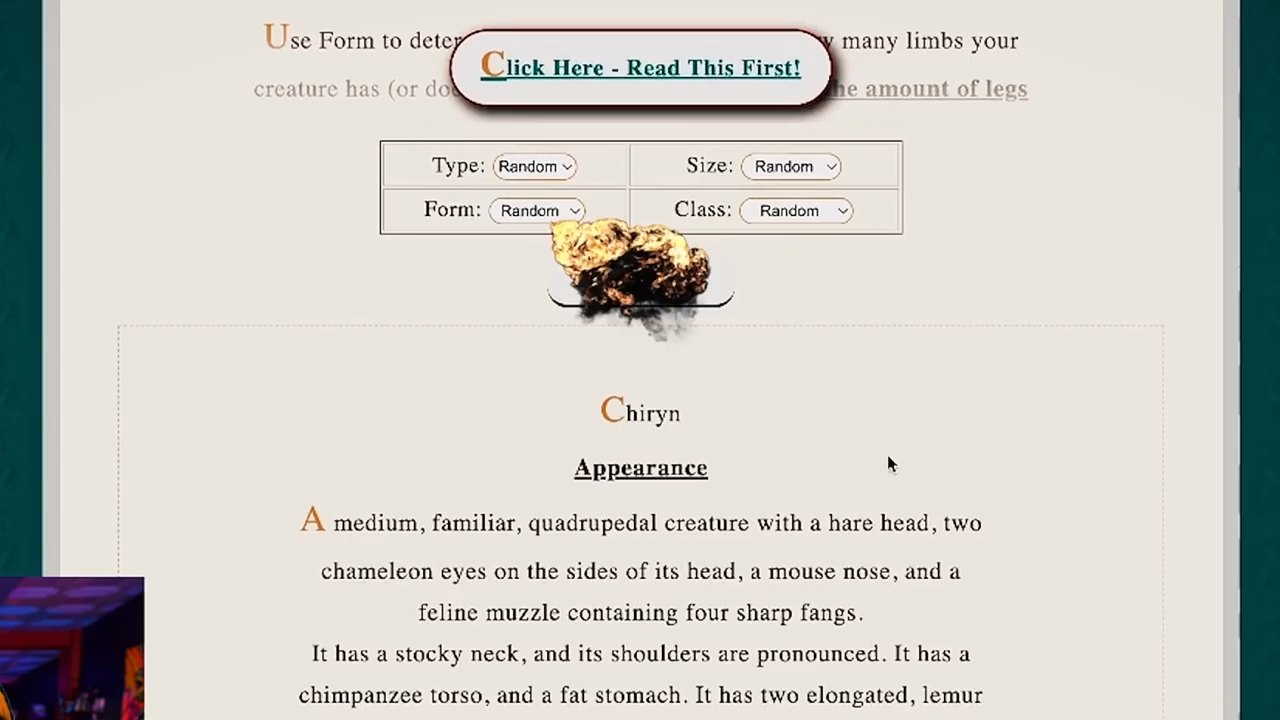 Use Form to deter many limbs your
Click Here - Read This First!
creature has (or do he amount of legs
Type: Random Size: Random
Form: Random Class: Random
Chiryn
Appearance
A medium, familiar, quadrupedal creature with a hare head, two
chameleon eyes on the sides of its head, a mouse nose, and a
feline muzzle containing four sharp fangs.
It has a stocky neck, and its shoulders are pronounced. It has a
chimpanzee torso, and a fat stomach. It has two elongated, lemur